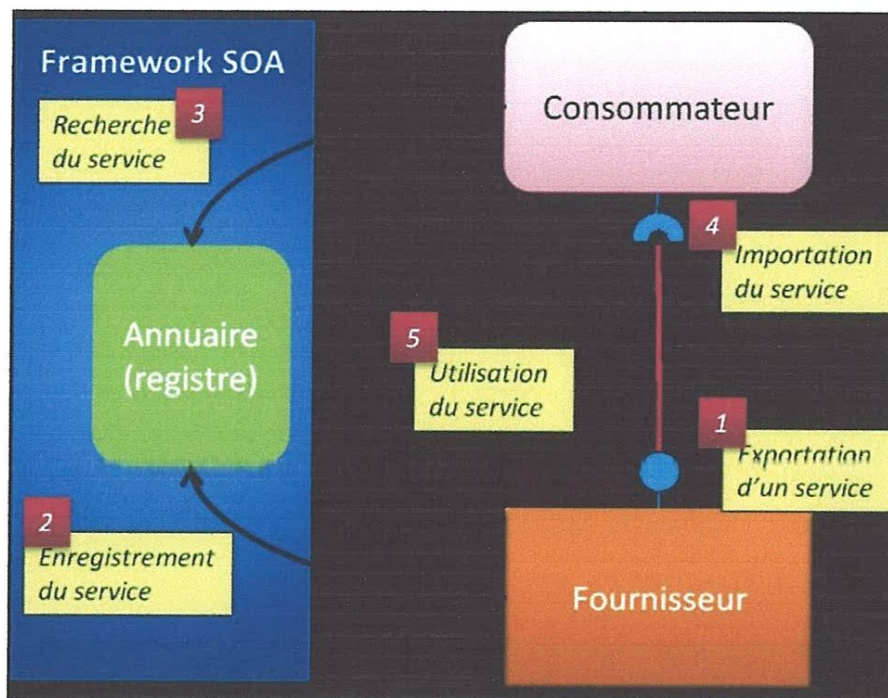 Framework SOA
3
Recherche
du service
Consommateur
4
Importation
du service
Annuaire
(registre)
5
Utilisation
du service
1
Exportation
d'un service
2
Enregistrement
du service
Fournisseur